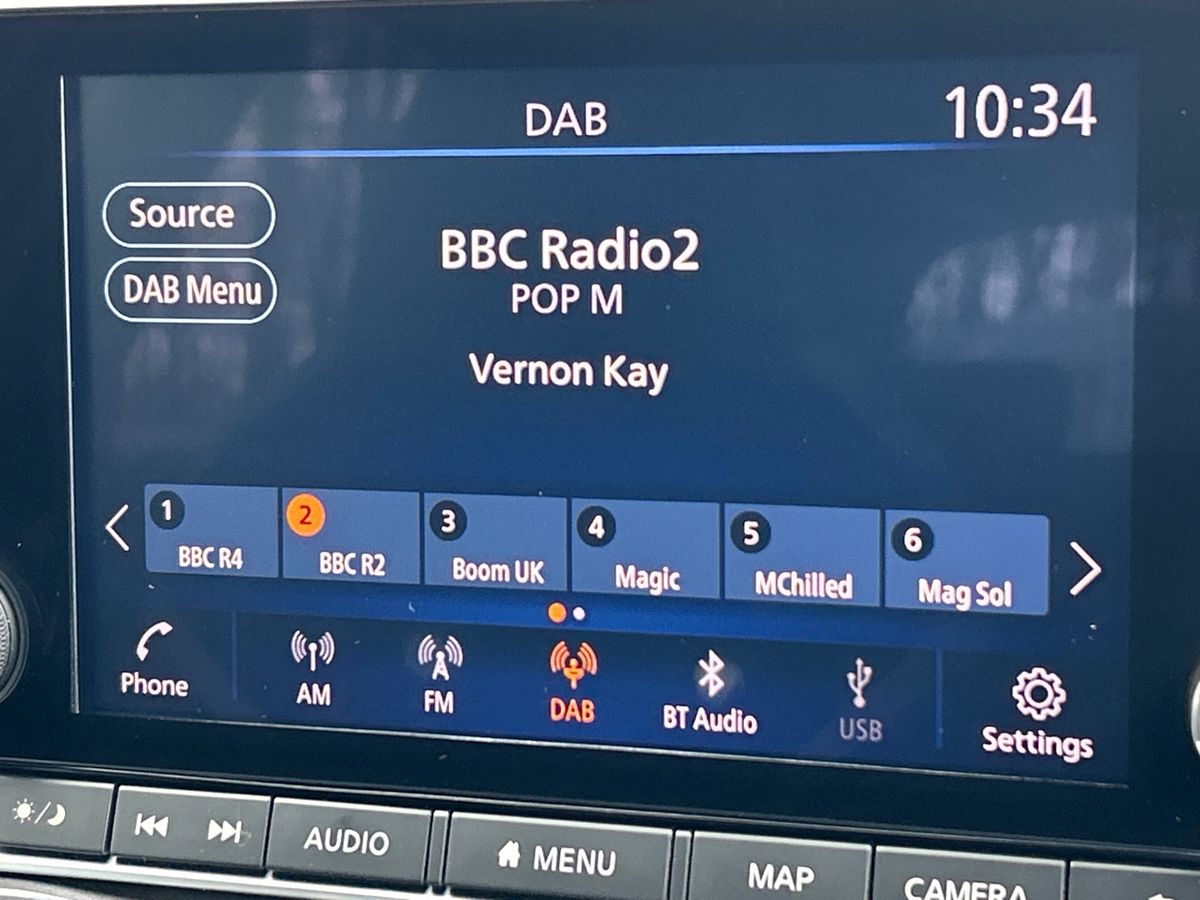 DAB
10:34
Source
DAB Menu
BBC Radio2
POP M
Vernon Kay
1
BBC R4
2
BBC R2
3
Boom UK
4
Magic
5
MChilled
6
Mag Sol
Phone
AM
FM
DAB
BT Audio
USB
Settings
AUDIO
MENU
MAP
CAMERA